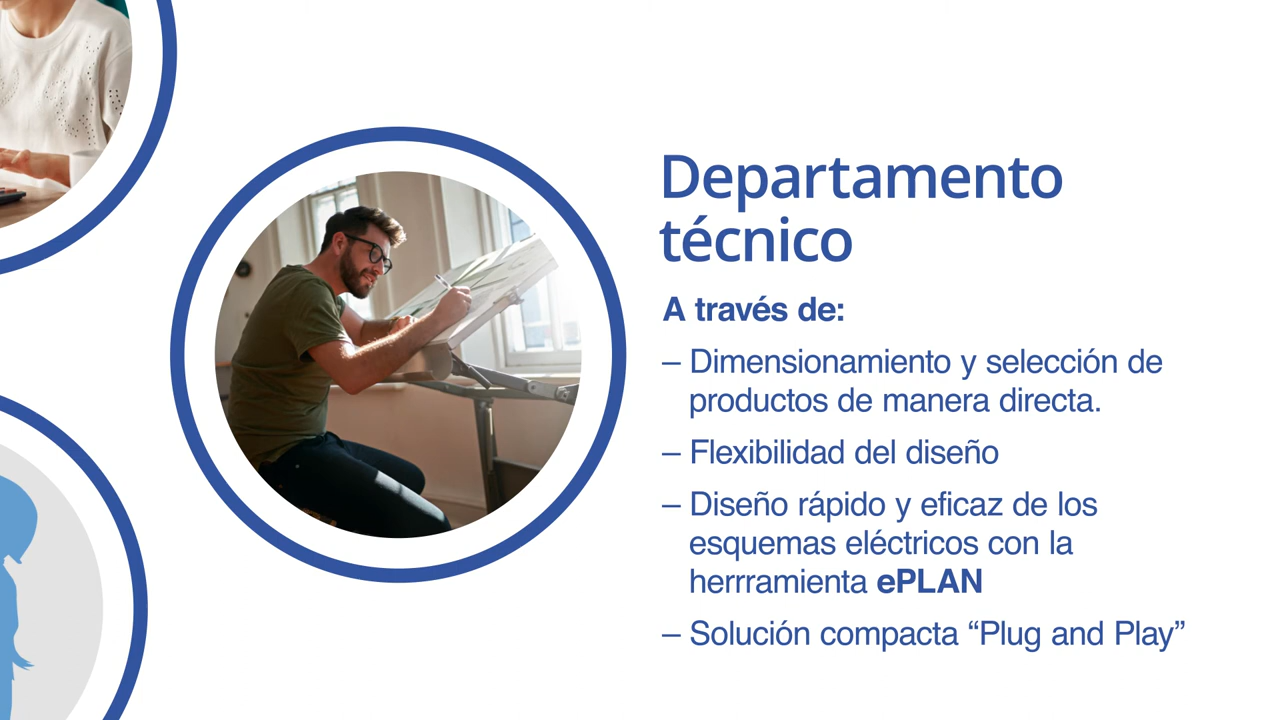 Departamento
técnico
A través de:
– Dimensionamiento y selección de
productos de manera directa.
– Flexibilidad del diseño
– Diseño rápido y eficaz de los
esquemas eléctricos con la
herrramienta ePLAN
– Solución compacta “Plug and Play”